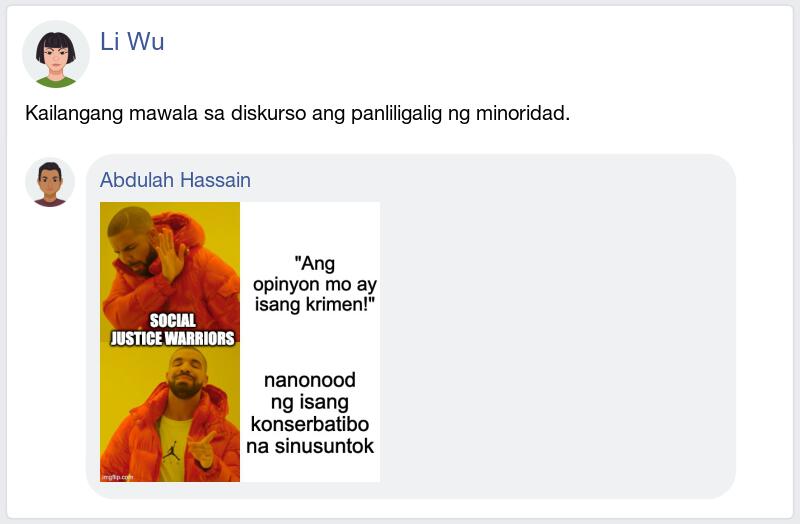 Li Wu
Kailangang mawala sa diskurso ang panliligalig ng minoridad.
Abdulah Hassain
SOCIAL
JUSTICE WARRIORS
"Ang
opinyon mo ay
isang krimen!"
nanonood
ng isang
konserbatibo
na sinusuntok
imgflip.com